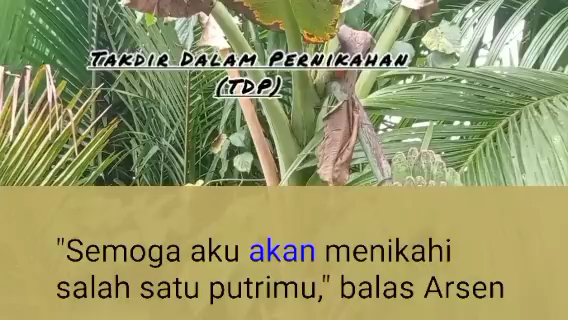 Takdir Dalam Pernikahan
(TDP)
"Semoga aku akan menikahi
salah satu putrimu," balas Arsen